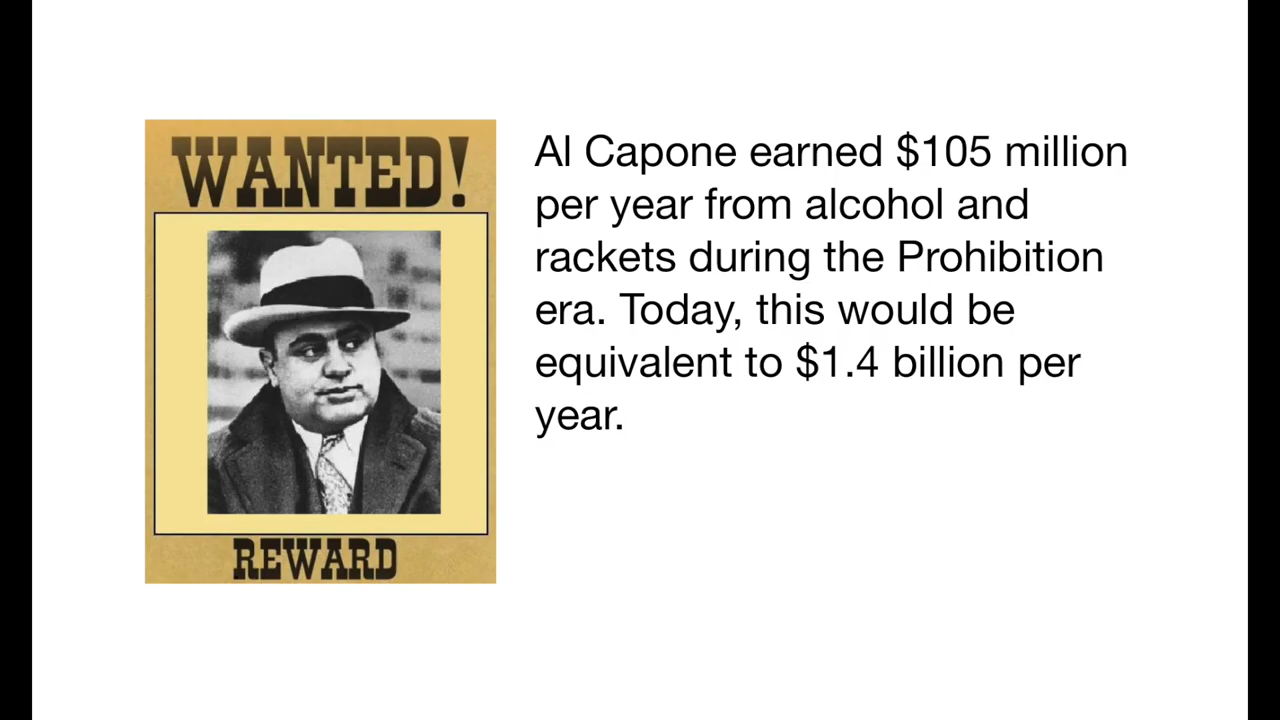 WANTED!
REWARD
Al Capone earned $105 million
per year from alcohol and
rackets during the Prohibition
era. Today, this would be
equivalent to $1.4 billion per
year.